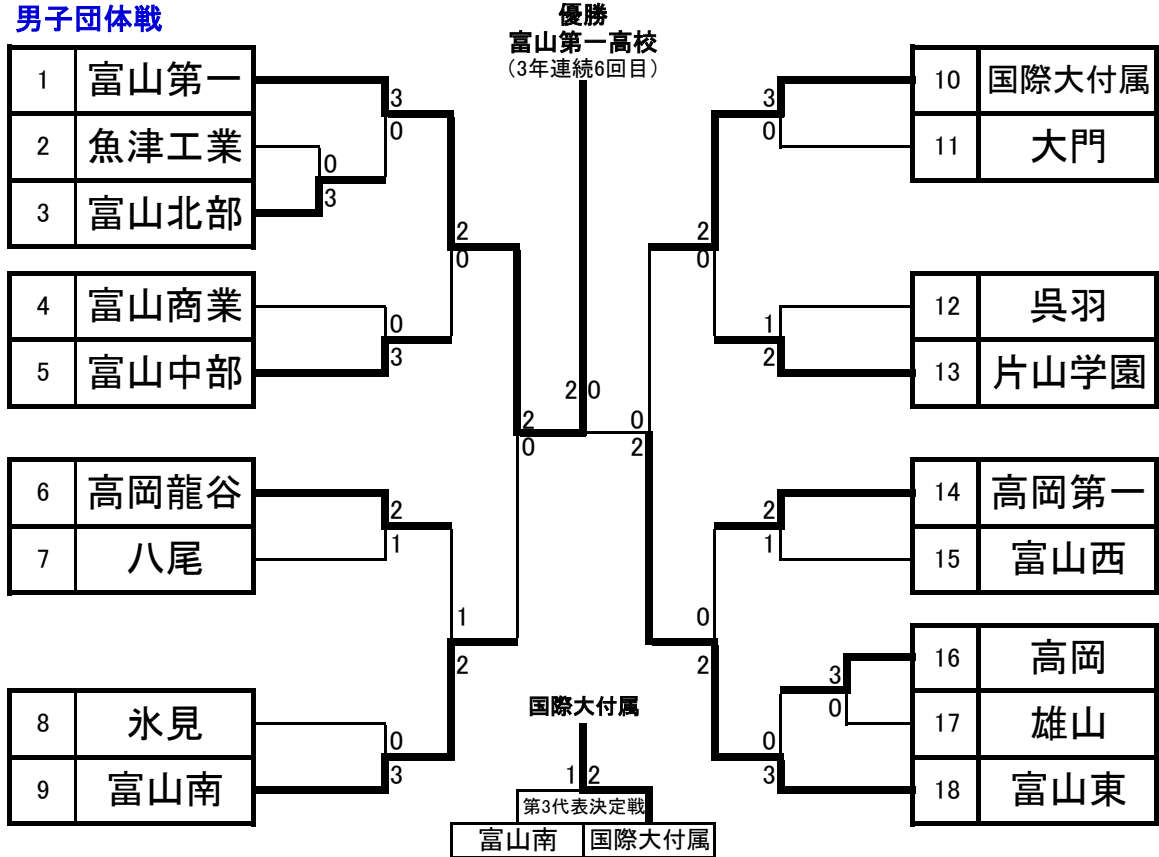 男子団体戦
優勝
富山第一高校
(3年連続6回目)
1 富山第一
2 魚津工業
3 富山北部
3
0
0
3
4 富山商業
5 富山中部
0
3
2
0
6 高岡龍谷
7 八尾
2
1
8 氷見
9 富山南
0
3
1
2
2
0
2 0
10 国際大付属
11 大門
3
0
12 呉羽
13 片山学園
1
2
2
0
14 高岡第一
15 富山西
2
1
16 高岡
17 雄山
18 富山東
3
0
0
3
0
2
0
2
国際大付属
1 2
第3代表決定戦
富山南 国際大付属